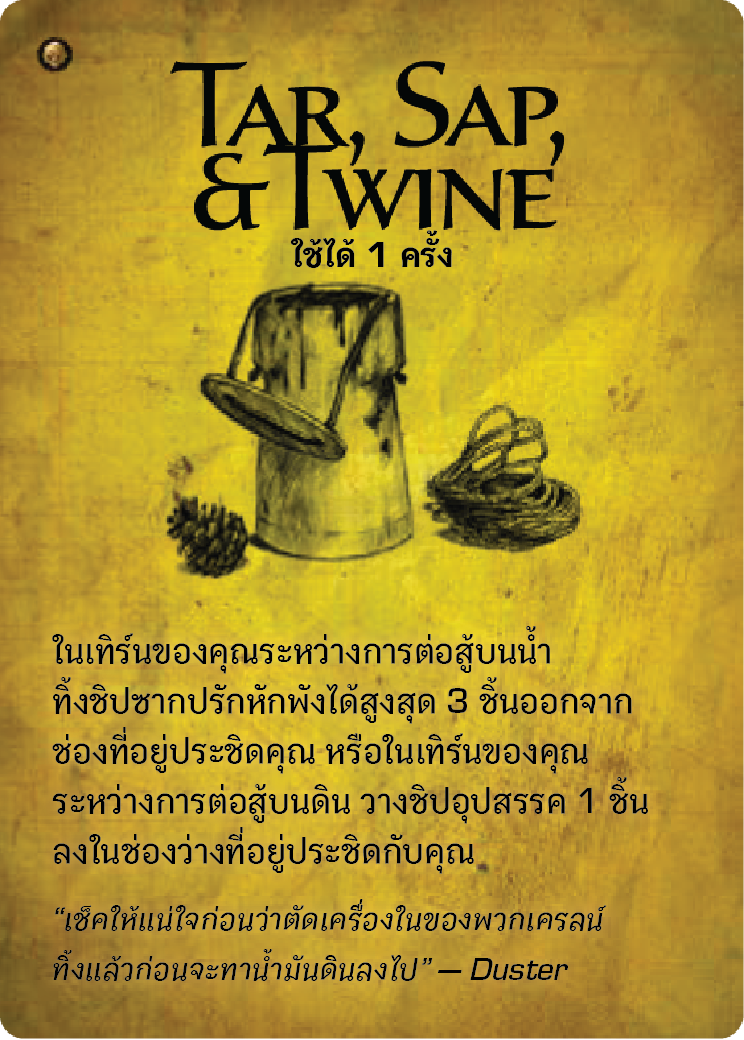 TAR, SAP,
& TWINE
ใช้ได้ 1 ครั้ง
ในเทิร์นของคุณระหว่างการต่อสู้บนน้ำ
ทิ้งชิปซากปรักหักพังได้สูงสุด 3 ชิ้นออกจาก
ช่องที่อยู่ประชิดคุณ หรือในเทิร์นของคุณ
ระหว่างการต่อสู้บนดิน วางชิปอุปสรรค 1 ชิ้น
ลงในช่องว่างที่อยู่ประชิดกับคุณ
“เช็คให้แน่ใจก่อนว่าตัดเครื่องในของพวกเครลน์
ทิ้งแล้วก่อนจะทาน้ำมันดินลงไป” — Duster